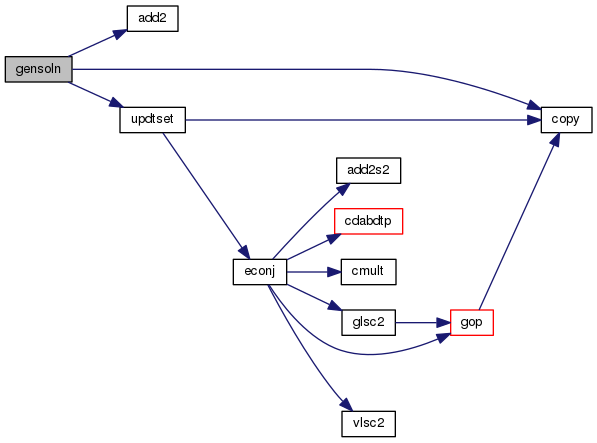 add2
gensoln
updtset
copy
add2s2
cdabdtp
econj
cmult
glsc2
gop
vlsc2